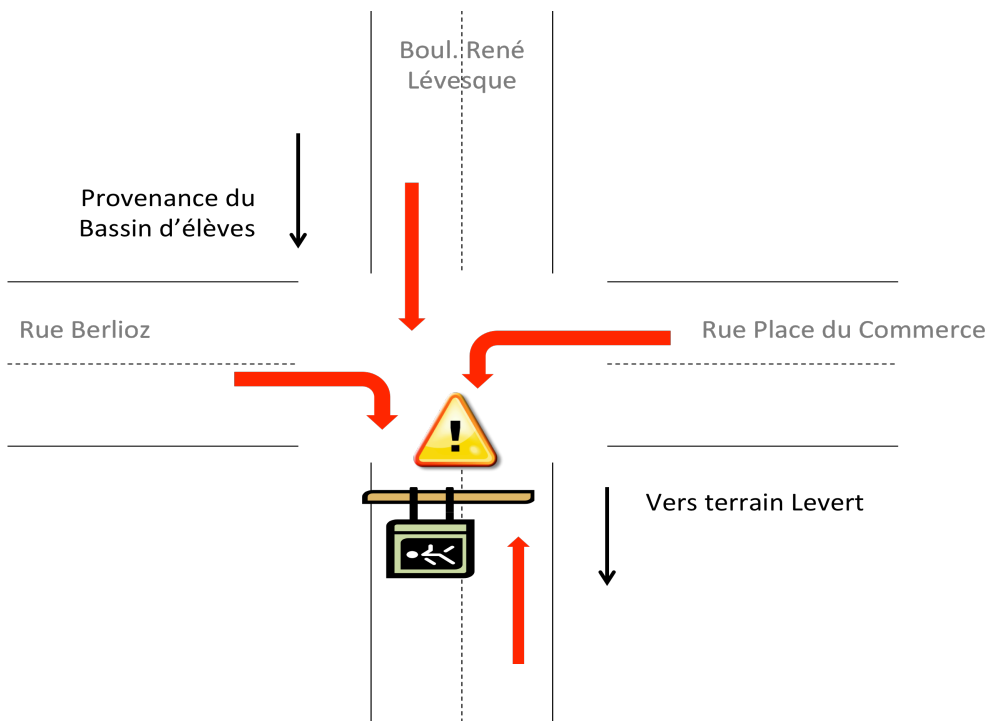 Boul. René
Lévesque
Provenance du
Bassin d’élèves
Rue Berlioz
Rue Place du Commerce
!
Vers terrain Levert